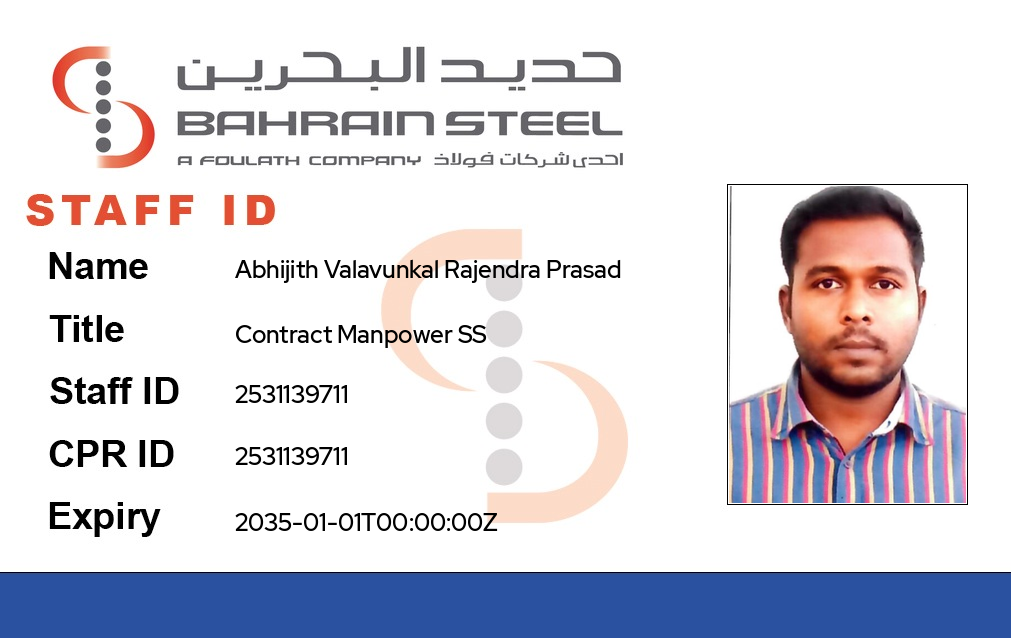 حديد البحرين
BAHRAIN STEEL
A FOULATH COMPANY احدى شركات فولاذ
STAFF ID
Name Abhijith Valavunkal Rajendra Prasad
Title Contract Manpower SS
Staff ID 2531139711
CPR ID 2531139711
Expiry 2035-01-01T00:00:00Z